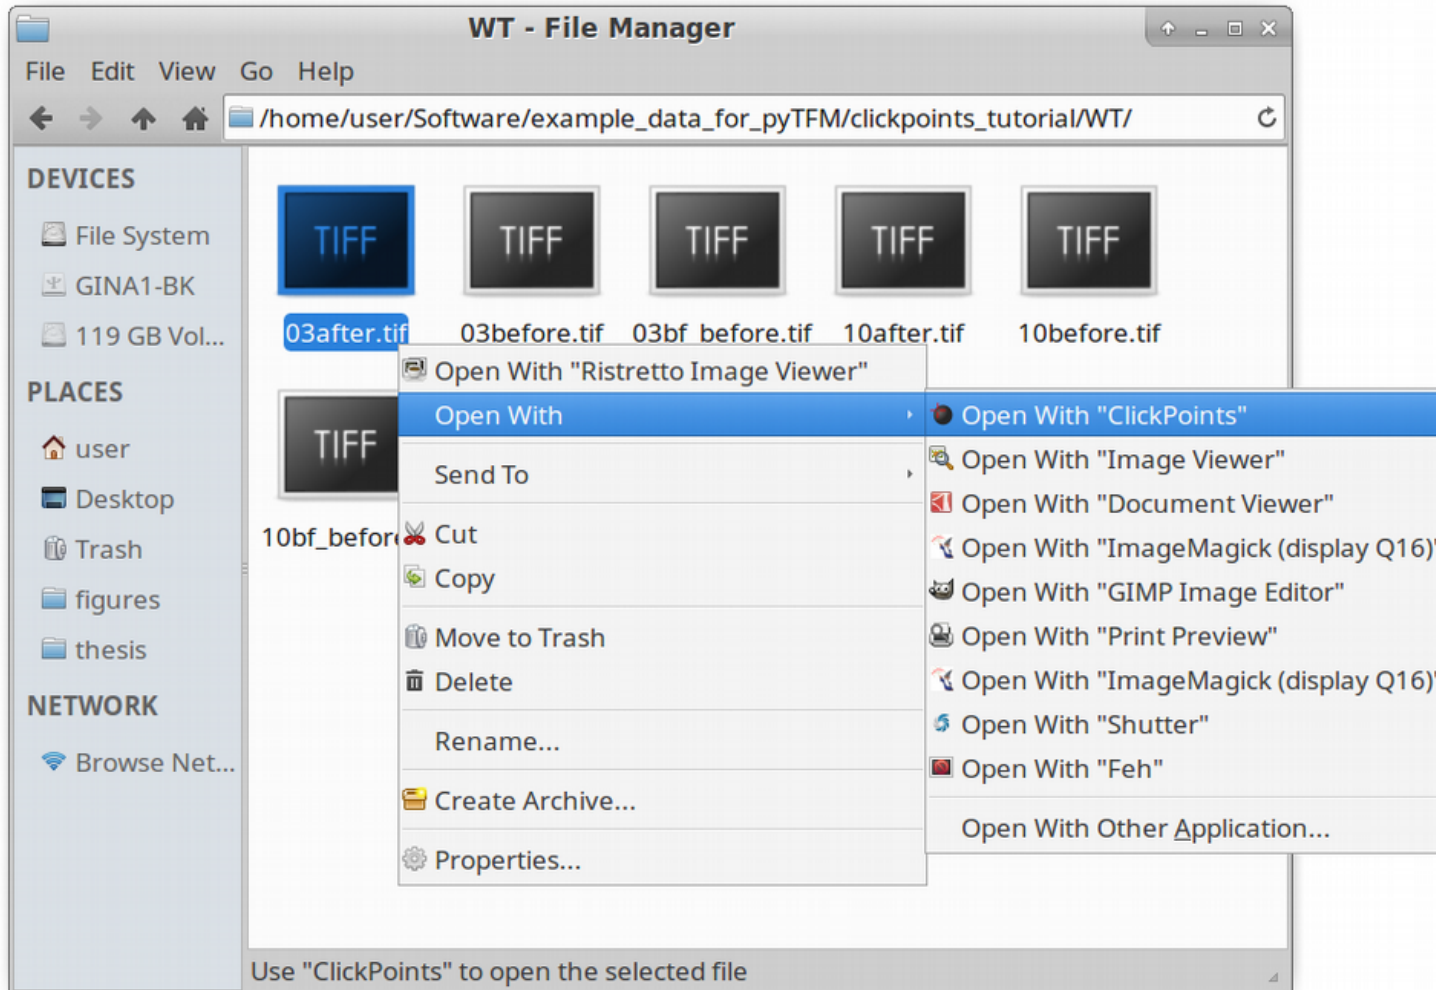 WT - File Manager
File Edit View Go Help
/home/user/Software/example_data_for_pyTFM/clickpoints_tutorial/WT/
DEVICES
File System
GINA1-BK
119 GB Vol...
PLACES
user
Desktop
Trash
figures
thesis
NETWORK
Browse Net...
TIFF TIFF TIFF TIFF TIFF
03after.tif 03before.tif 03bf_before.tif 10after.tif 10before.tif
TIFF
10bf_before
Open With "Ristretto Image Viewer"
Open With
Send To
Cut
Copy
Move to Trash
Delete
Rename...
Create Archive...
Properties...
Open With "ClickPoints"
Open With "Image Viewer"
Open With "Document Viewer"
Open With "ImageMagick (display Q16)"
Open With "GIMP Image Editor"
Open With "Print Preview"
Open With "ImageMagick (display Q16)"
Open With "Shutter"
Open With "Feh"
Open With Other Application...
Use "ClickPoints" to open the selected file